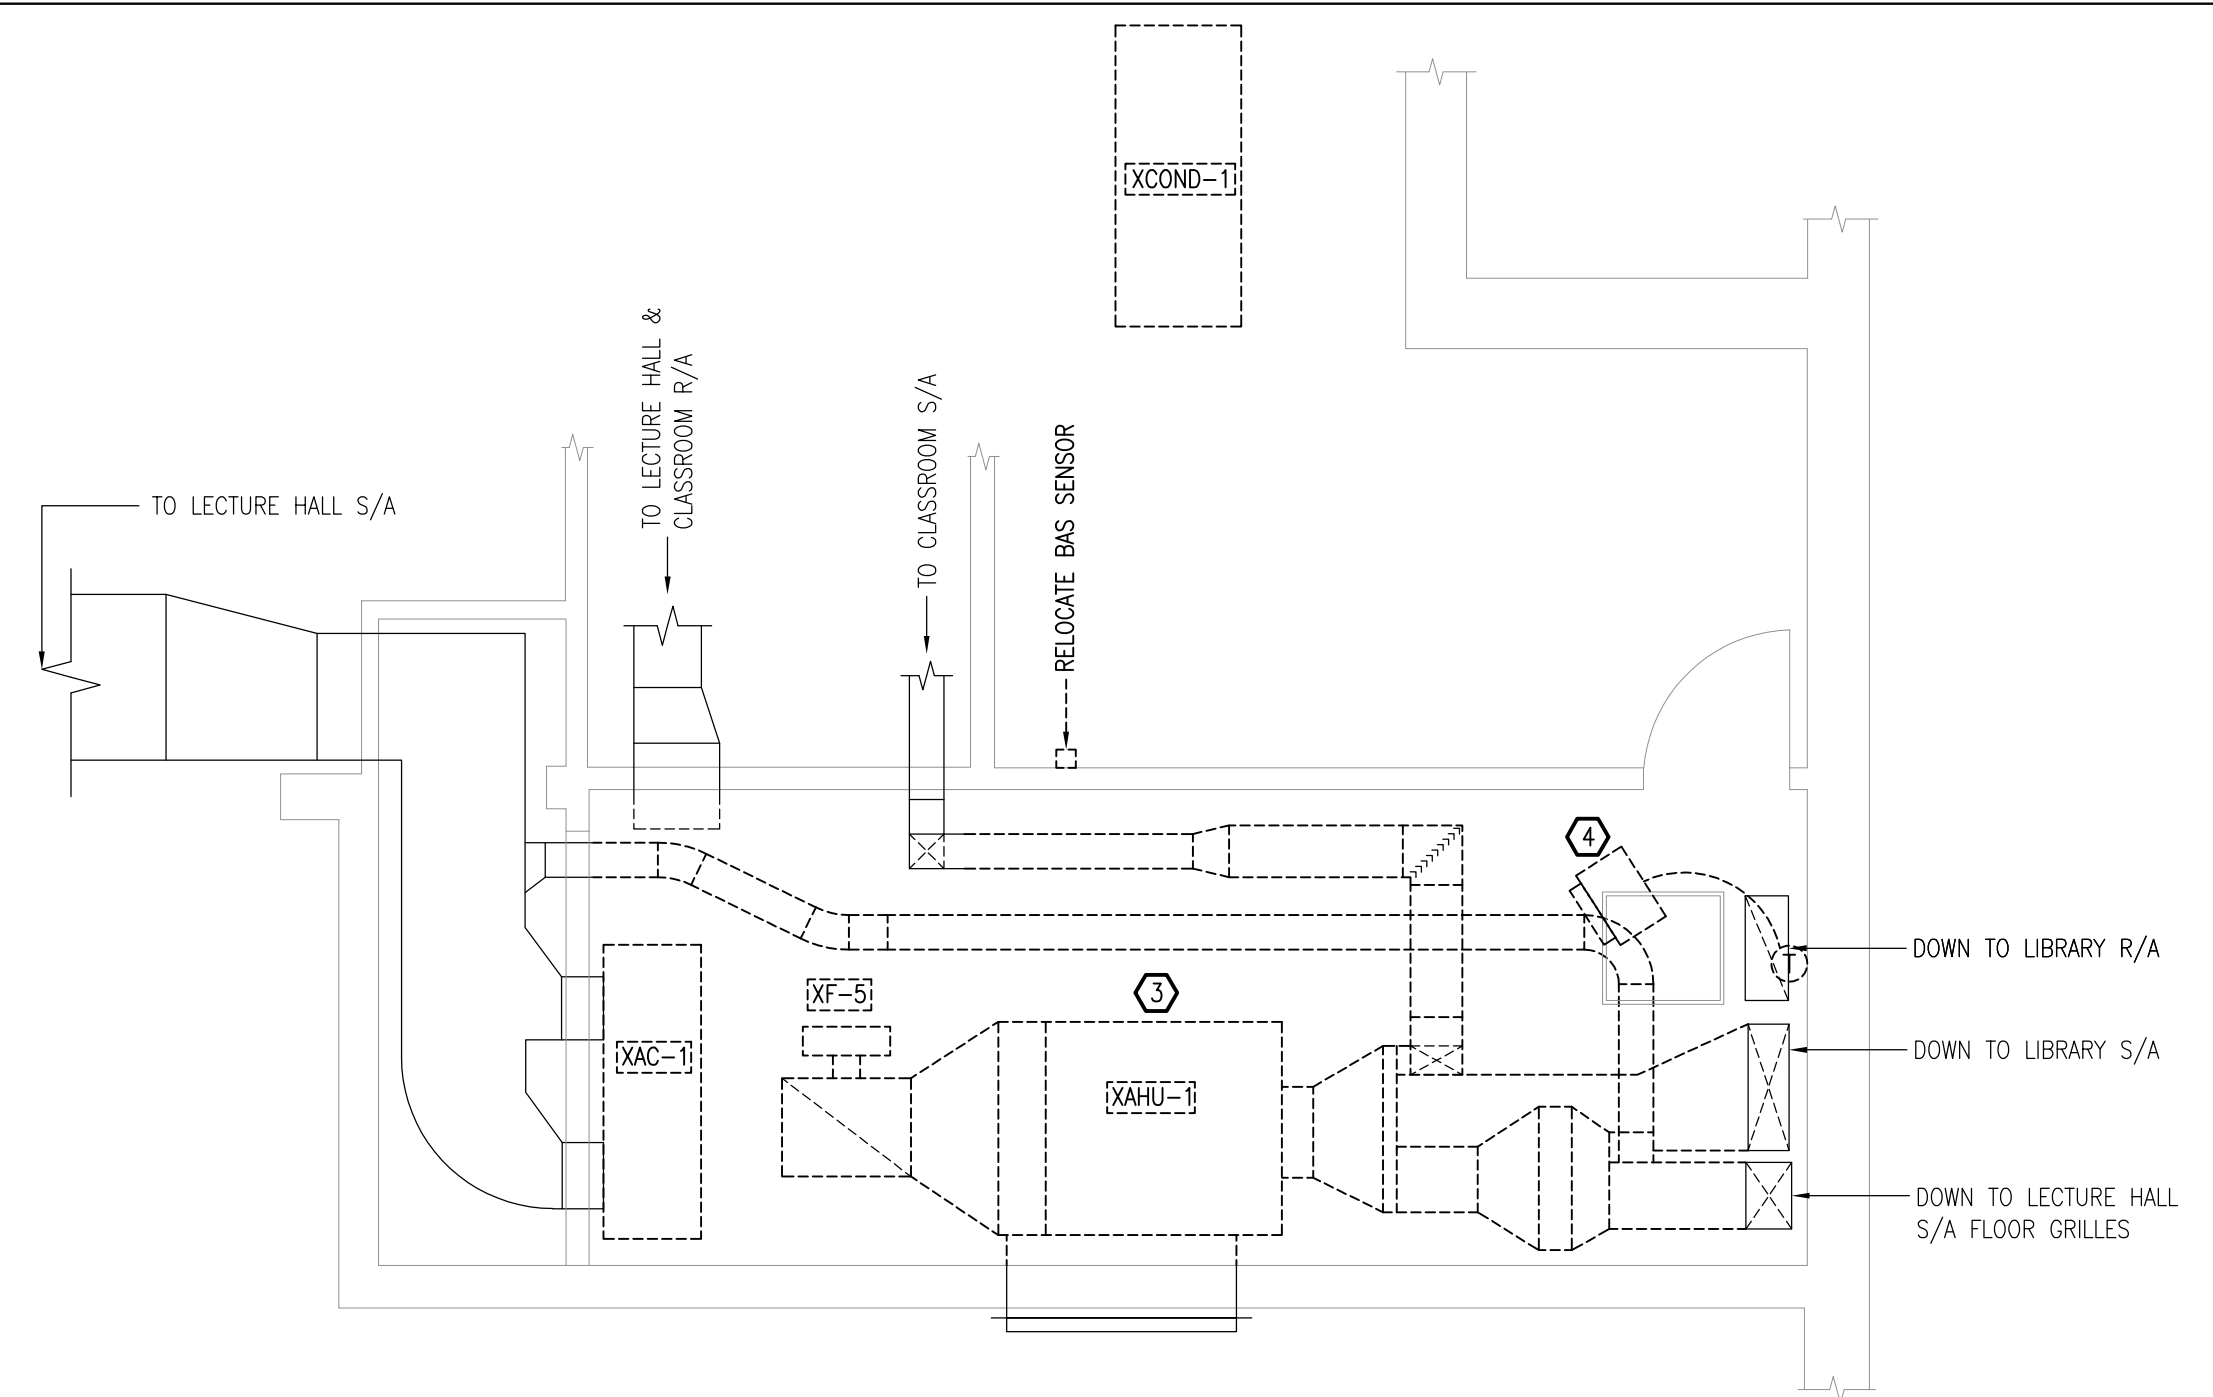 XCOND-1
TO LECTURE HALL &
CLASSROOM R/A
TO CLASSROOM S/A
RELOCATE BAS SENSOR
TO LECTURE HALL S/A
4
DOWN TO LIBRARY R/A
T
XF-5
3
XAC-1
DOWN TO LIBRARY S/A
XAHU-1
DOWN TO LECTURE HALL
S/A FLOOR GRILLES